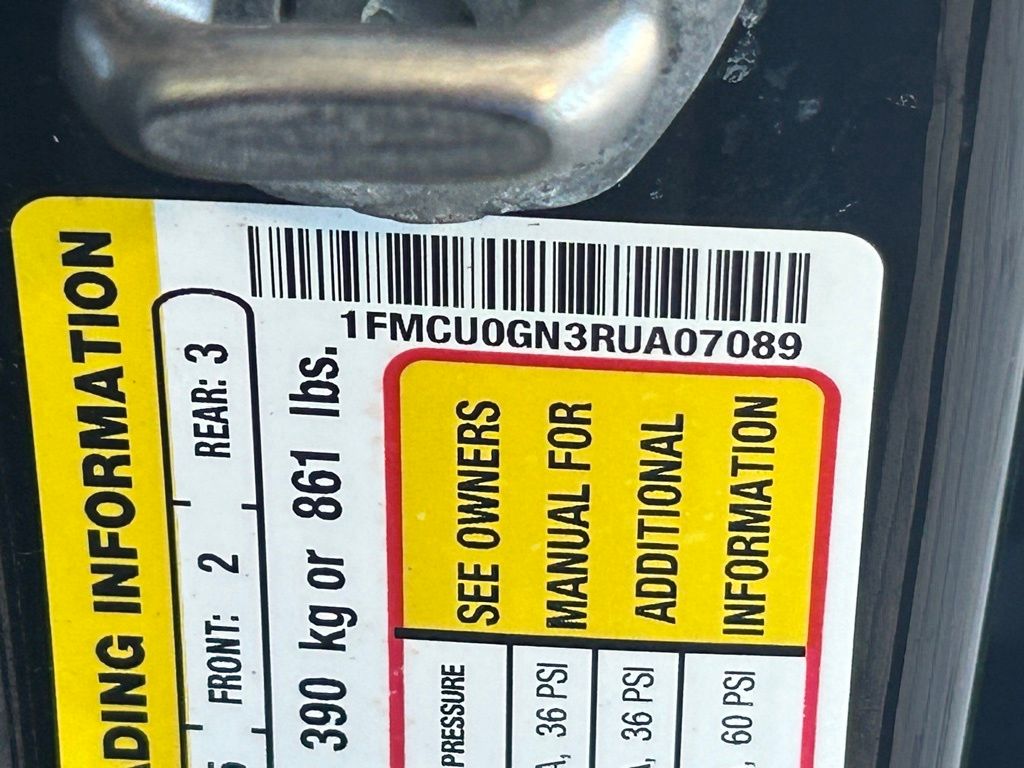 1FMCU0GN3RUA07089
ADING INFORMATION
FRONT: 2 REAR: 3
390 kg or 861 lbs.
PRESSURE SEE OWNERS
36 PSI MANUAL FOR
36 PSI ADDITIONAL
60 PSI INFORMATION